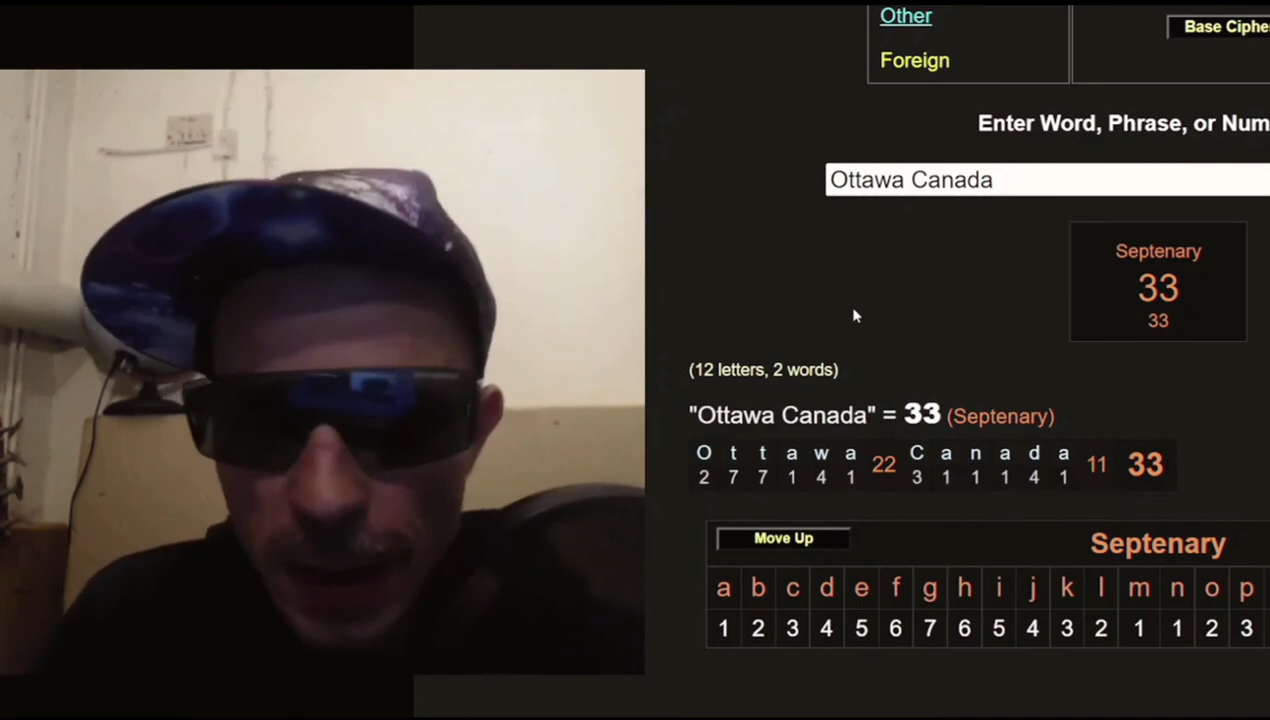 Other
Foreign
Base Ciphe
Enter Word, Phrase, or Num
Ottawa Canada
Septenary
33
33
(12 letters, 2 words)
"Ottawa Canada" = 33 (Septenary)
O t t a w a 22 C a n a d a 11 33
2 7 7 1 4 1 3 1 1 1 4 1
Move Up
Septenary
a b c d e f g h i j k l m n o p
1 2 3 4 5 6 7 6 5 4 3 2 1 1 2 3